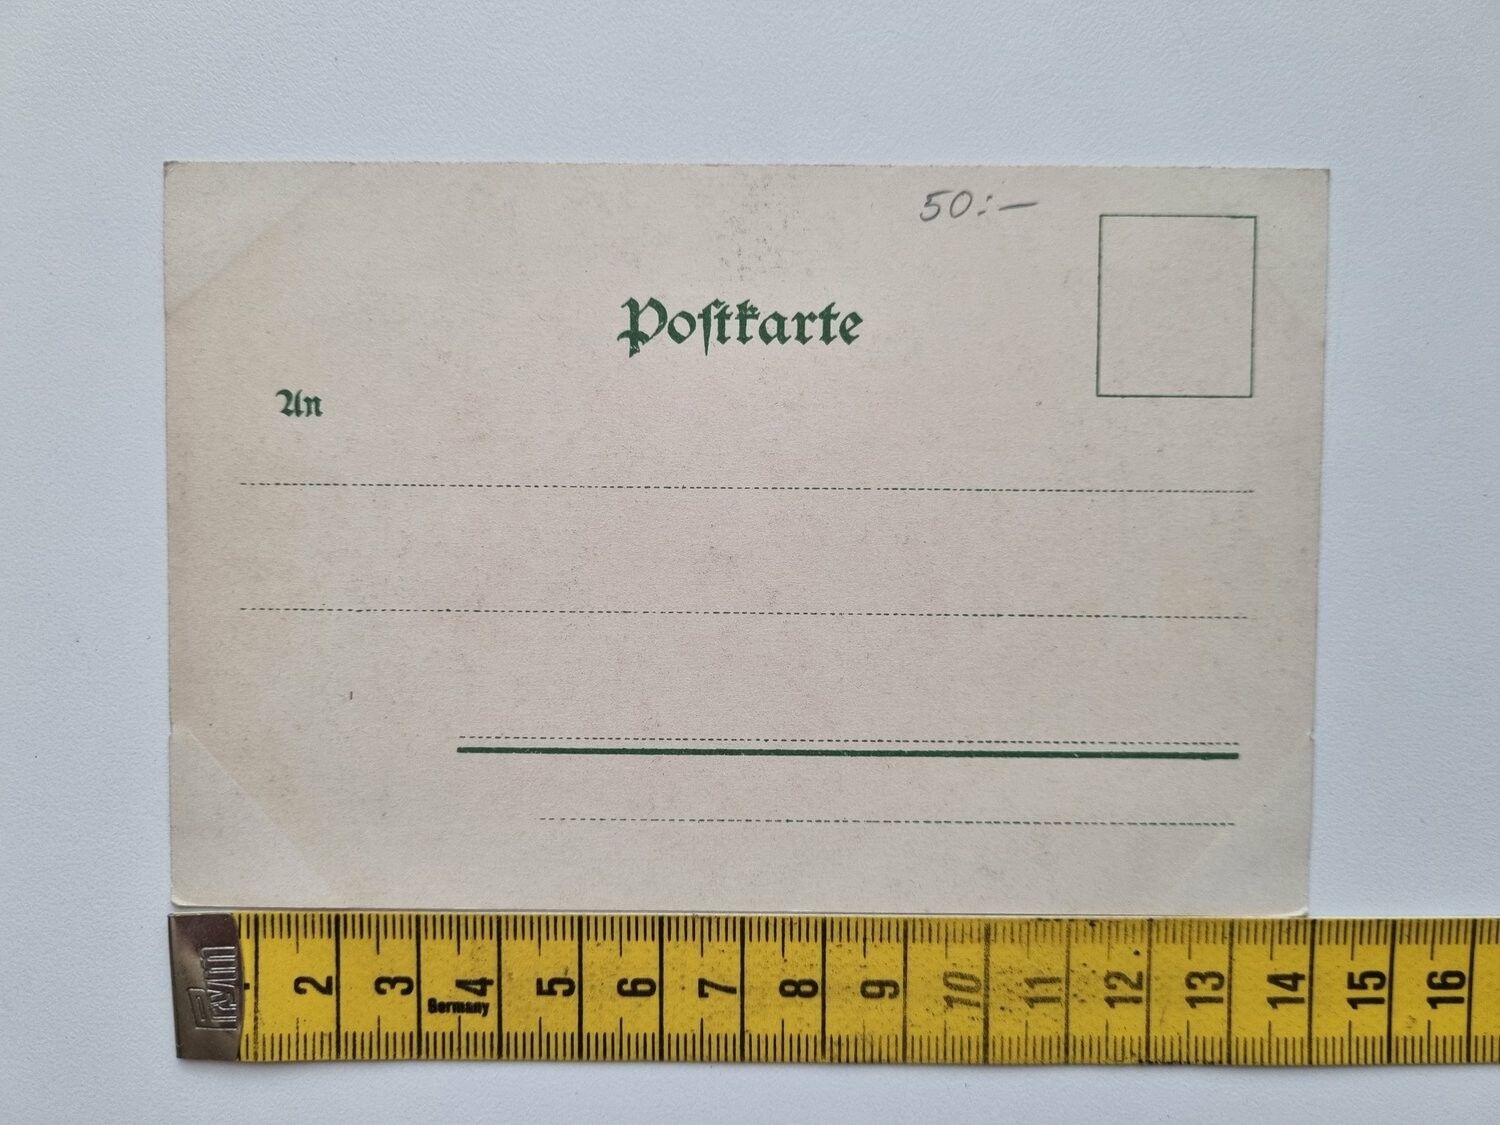 50:-
Postkarte
An
Prym
2 3 4 5 6 7 8 9 10 11 12 13 14 15 16
Germany